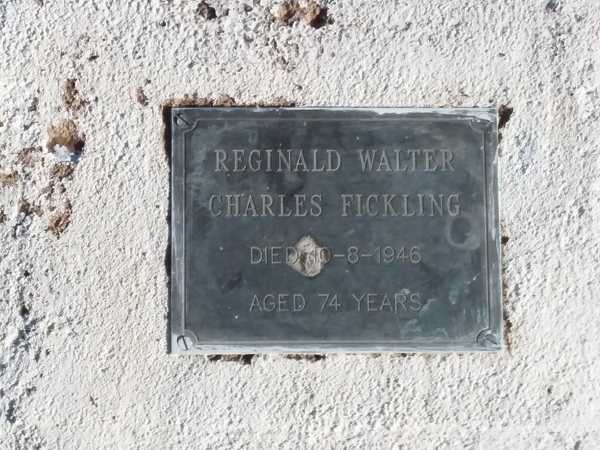 REGINALD WALTER
CHARLES FICKLING
DIED 10-8-1946
AGED 74 YEARS